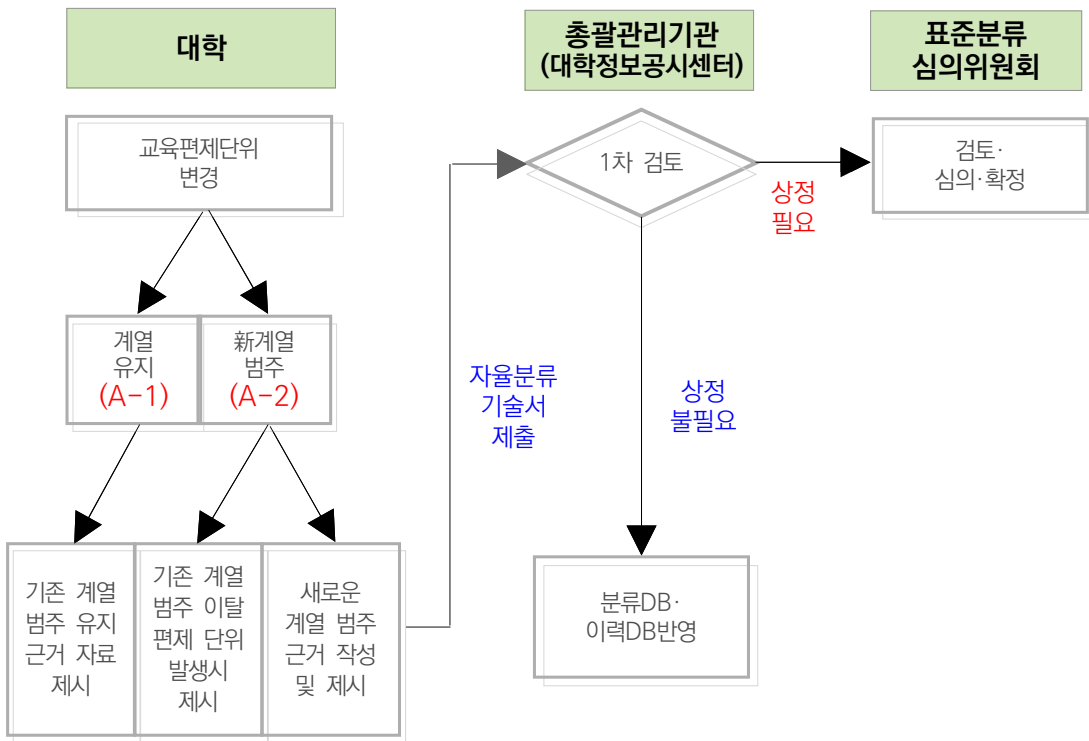 대학
총괄관리기관
(대학정보공시센터)
표준분류
심의위원회
교육편제단위
변경
1차 검토
상정
필요
검토·
심의·확정
계열
유지
(A-1)
新계열
범주
(A-2)
자율분류
기술서
제출
상정
불필요
기존 계열
범주 유지
근거 자료
제시
기존 계열
범주 이탈
편제 단위
발생시
제시
새로운
계열 범주
근거 작성
및 제시
분류DB·
이력DB반영